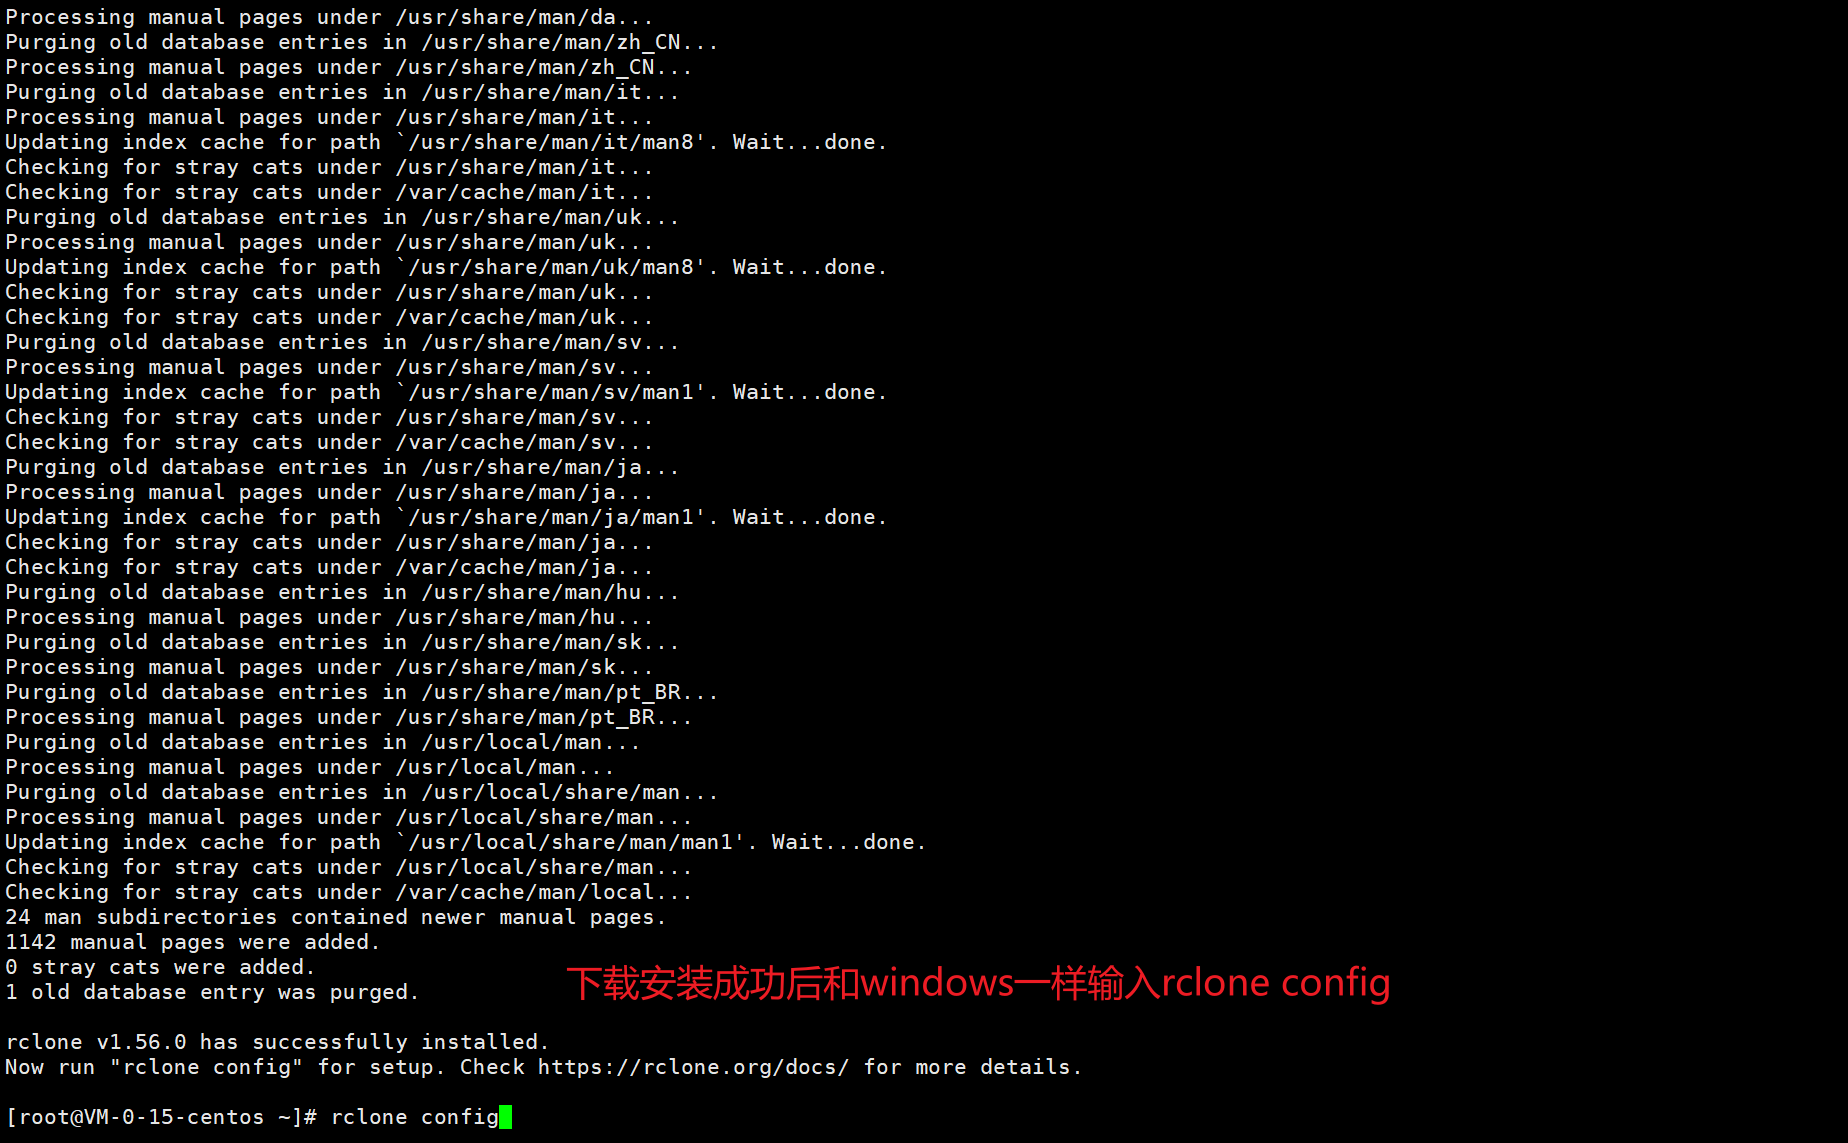 Processing manual pages under /usr/share/man/da...
Purging old database entries in /usr/share/man/zh_CN...
Processing manual pages under /usr/share/man/zh_CN...
Purging old database entries in /usr/share/man/it...
Processing manual pages under /usr/share/man/it...
Updating index cache for path `/usr/share/man/it/man8'. Wait...done.
Checking for stray cats under /usr/share/man/it...
Checking for stray cats under /var/cache/man/it...
Purging old database entries in /usr/share/man/uk...
Processing manual pages under /usr/share/man/uk...
Updating index cache for path `/usr/share/man/uk/man8'. Wait...done.
Checking for stray cats under /usr/share/man/uk...
Checking for stray cats under /var/cache/man/uk...
Purging old database entries in /usr/share/man/sv...
Processing manual pages under /usr/share/man/sv...
Updating index cache for path `/usr/share/man/sv/man1'. Wait...done.
Checking for stray cats under /usr/share/man/sv...
Checking for stray cats under /var/cache/man/sv...
Purging old database entries in /usr/share/man/ja...
Processing manual pages under /usr/share/man/ja...
Updating index cache for path `/usr/share/man/ja/man1'. Wait...done.
Checking for stray cats under /usr/share/man/ja...
Checking for stray cats under /var/cache/man/ja...
Purging old database entries in /usr/share/man/hu...
Processing manual pages under /usr/share/man/hu...
Purging old database entries in /usr/share/man/sk...
Processing manual pages under /usr/share/man/sk...
Purging old database entries in /usr/share/man/pt_BR...
Processing manual pages under /usr/share/man/pt_BR...
Purging old database entries in /usr/local/man...
Processing manual pages under /usr/local/man...
Purging old database entries in /usr/local/share/man...
Processing manual pages under /usr/local/share/man...
Updating index cache for path `/usr/local/share/man/man1'. Wait...done.
Checking for stray cats under /usr/local/share/man...
Checking for stray cats under /var/cache/man/local...
24 man subdirectories contained newer manual pages.
1142 manual pages were added.
0 stray cats were added.
下载安装成功后和windows一样输入rclone config
1 old database entry was purged.
rclone v1.56.0 has successfully installed.
Now run "rclone config" for setup. Check https://rclone.org/docs/ for more details.
[root@VM-0-15-centos ~]# rclone config